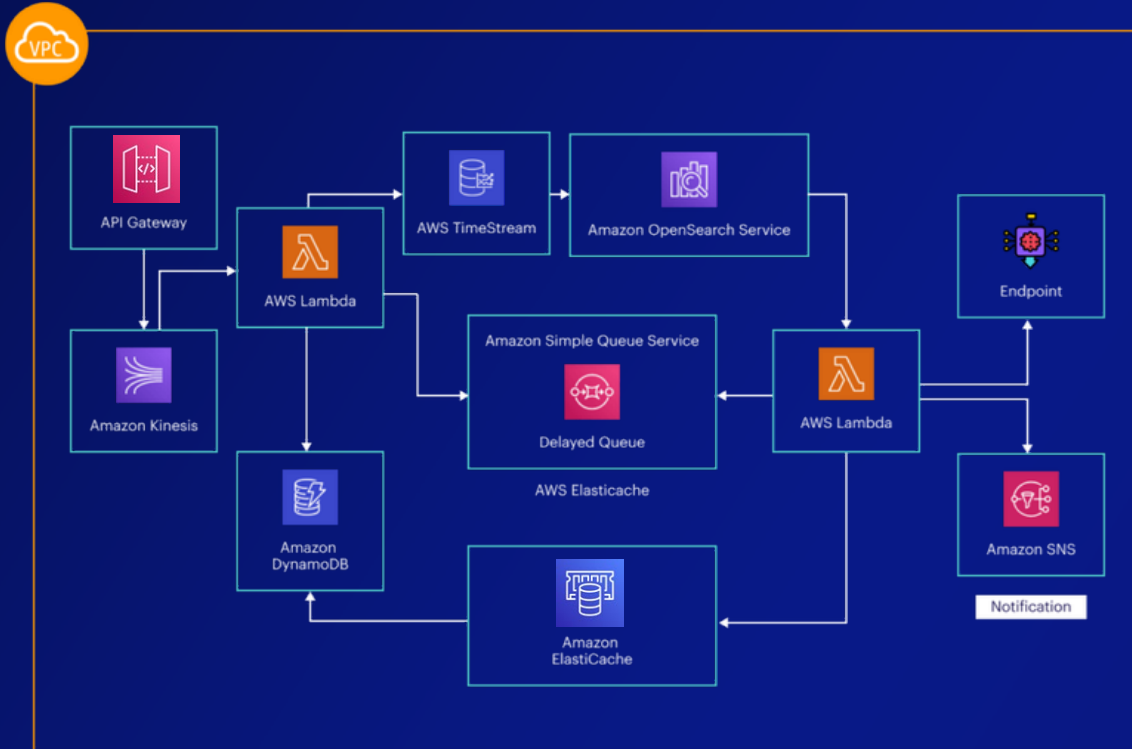 VPC
API Gateway
AWS TimeStream
Amazon OpenSearch Service
AWS Lambda
Endpoint
Amazon Simple Queue Service
Delayed Queue
AWS Lambda
Amazon Kinesis
AWS Elasticache
Amazon
DynamoDB
Amazon SNS
Notification
Amazon
ElastiCache